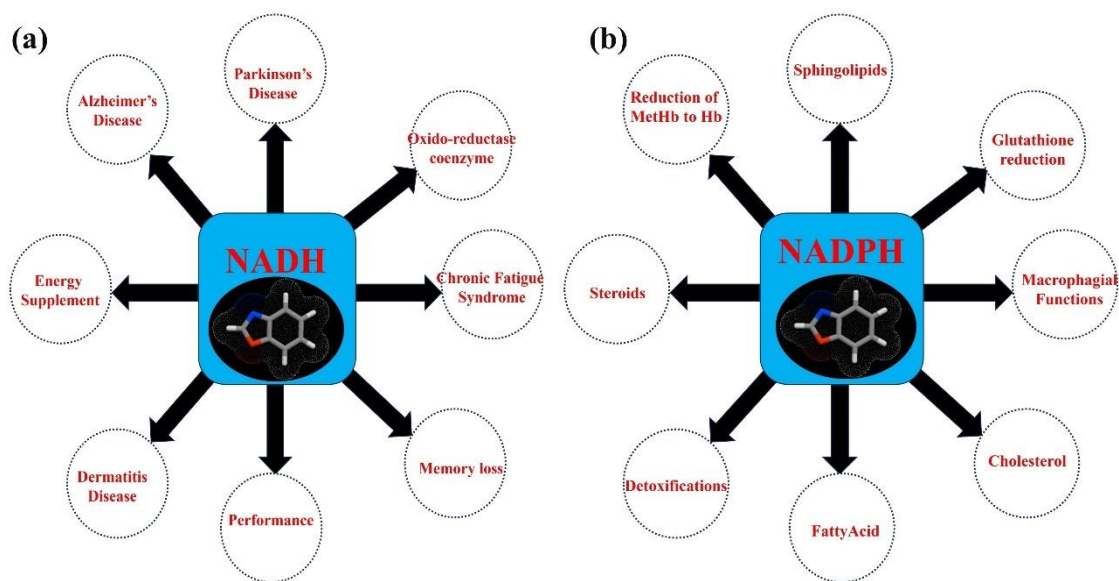 (a)
Parkinson's
Disease
Alzheimer's
Disease
Oxido-reductase
coenzyme
NADH
Energy
Supplement
Chronic Fatigue
Syndrome
Dermatitis
Disease
Memory loss
Performance
(b)
Sphingolipids
Reduction of
MetHb to Hb
Glutathione
reduction
NADPH
Steroids
Macrophagial
Functions
Detoxifications
Cholesterol
FattyAcid